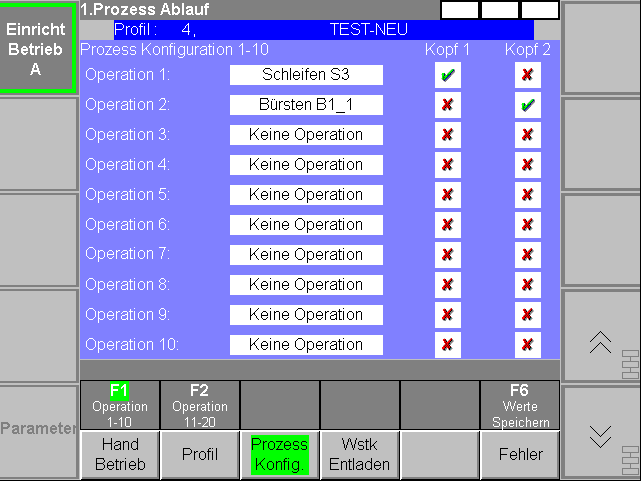 1.Prozess Ablauf
Einricht
Betrieb
A
Profil : 4, TEST-NEU
Prozess Konfiguration 1-10 Kopf 1 Kopf 2
Operation 1: Schleifen S3
Operation 2: Bürsten B1_1
Operation 3: Keine Operation
Operation 4: Keine Operation
Operation 5: Keine Operation
Operation 6: Keine Operation
Operation 7: Keine Operation
Operation 8: Keine Operation
Operation 9: Keine Operation
Operation 10: Keine Operation
Parameter
F1
Operation
1-10
F2
Operation
11-20
F6
Werte
Speichern
Hand
Betrieb
Profil
Prozess
Konfig.
Wstk
Entladen
Fehler